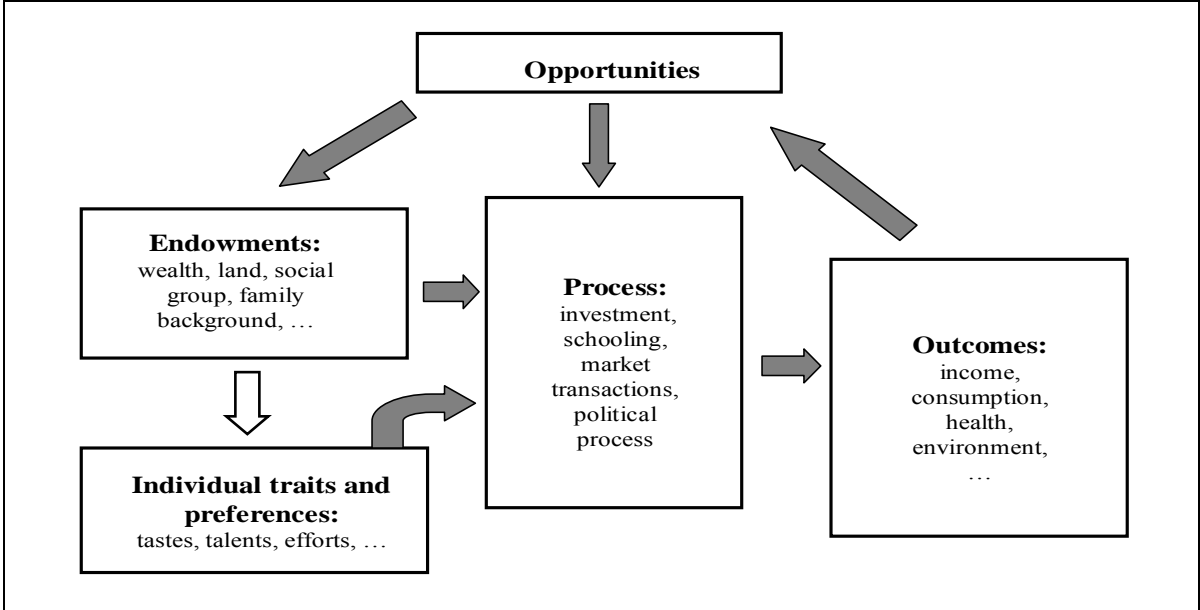 Opportunities
Endowments:
wealth, land, social
group, family
background, …
Process:
investment,
schooling,
market
transactions,
political
process
Outcomes:
income,
consumption,
health,
environment,
…
Individual traits and
preferences:
tastes, talents, efforts, …